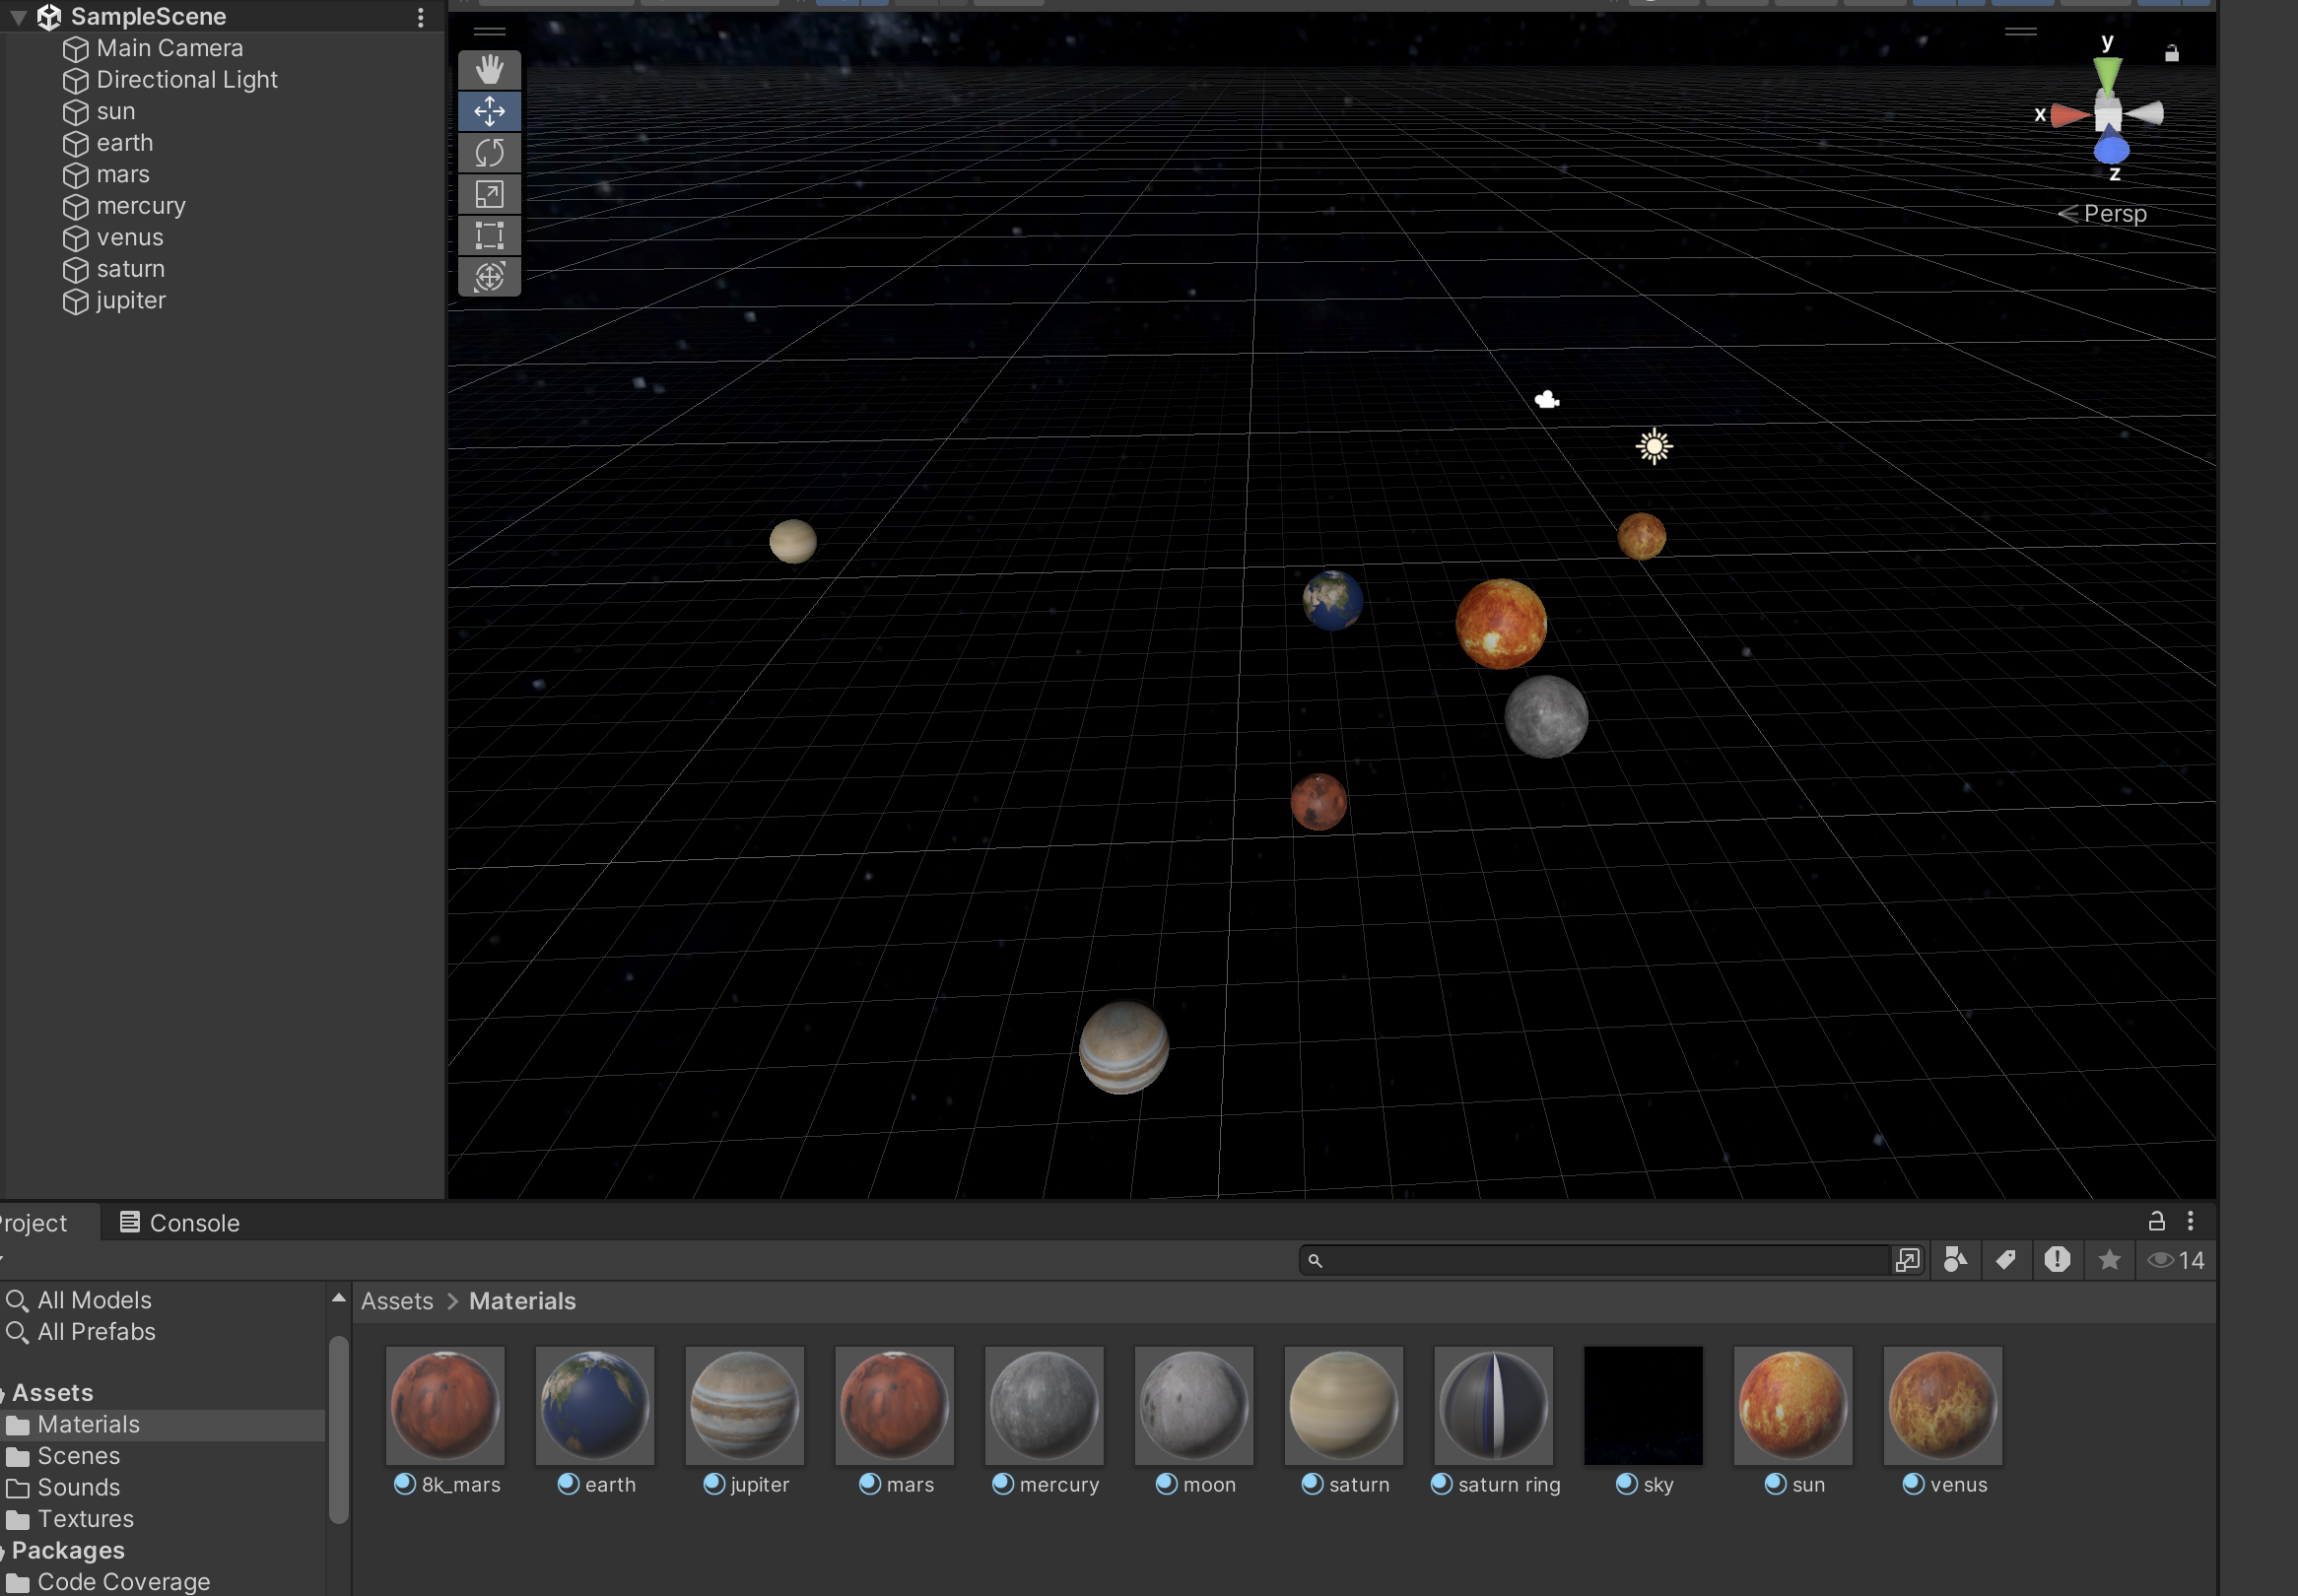 SampleScene
Main Camera
Directional Light
sun
earth
mars
mercury
venus
saturn
jupiter
y
x
z
Persp
Console
14
All Models
All Prefabs
Assets
Materials
Scenes
Sounds
Textures
Packages
Code Coverage
Assets > Materials
8k_mars
earth
jupiter
mars
mercury
moon
saturn
saturn ring
sky
sun
venus